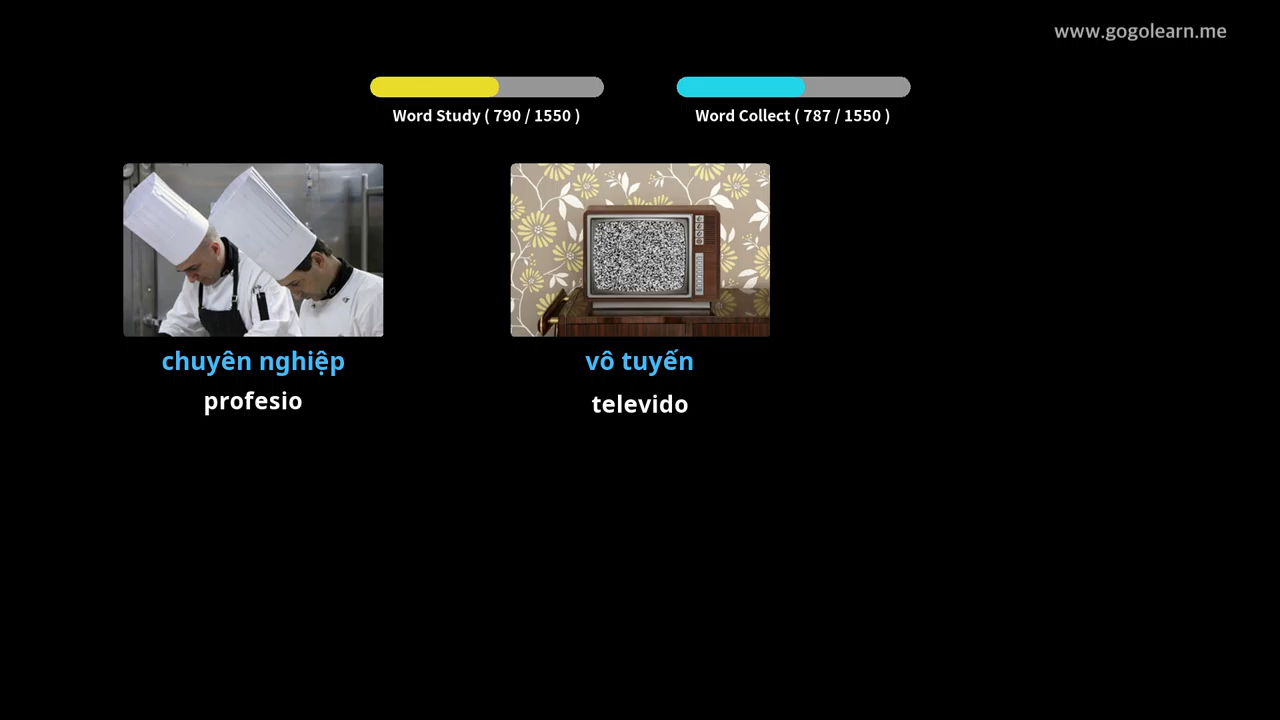 www.gogolearn.me
Word Study ( 790 / 1550 )
Word Collect ( 787 / 1550 )
chuyên nghiệp
vô tuyến
profesio
televido